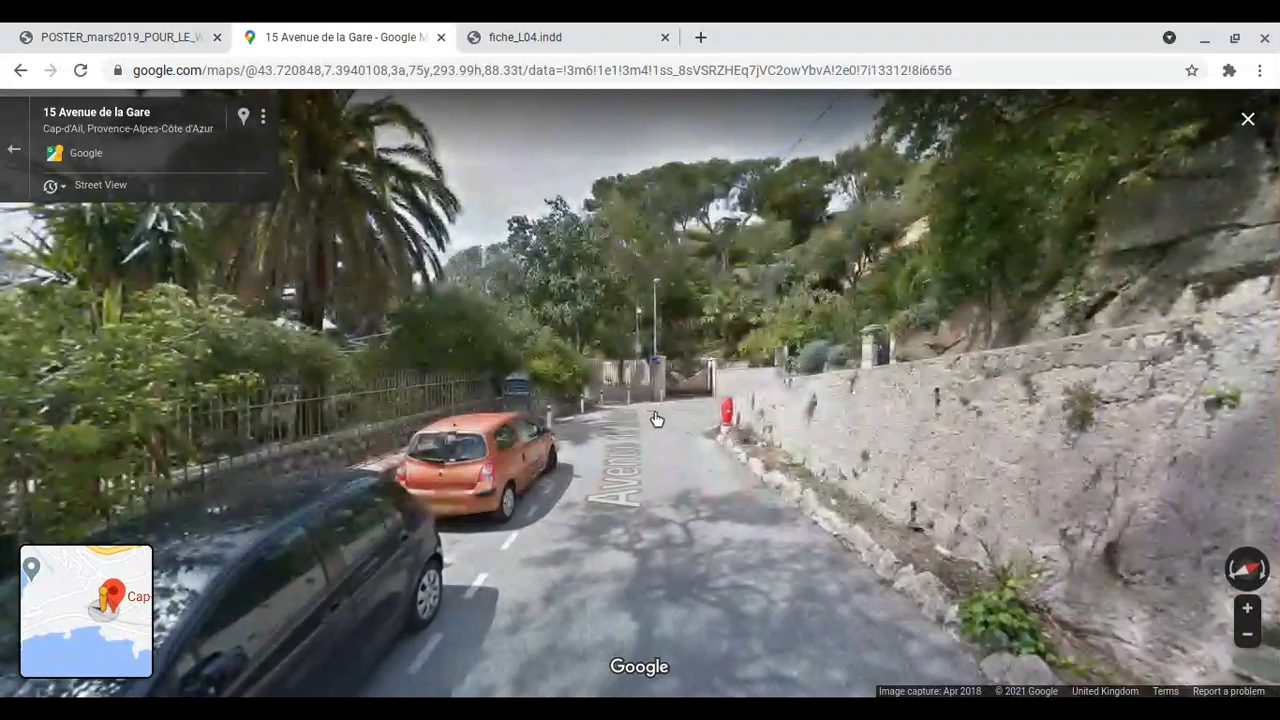 POSTER_mars2019_POUR_LE_W
15 Avenue de la Gare - Google M
fiche_L04.indd
google.com/maps/@43.720848,7.3940108,3a,75y,293.99h,88.33t/data=!3m6!1e1!3m4!1ss_8sVSRZHEq7jVC2owYbvA!2e0!7i13312!8i6656
15 Avenue de la Gare
Cap-d'Ail, Provence-Alpes-Côte d'Azur
Google
Street View
Avenue
Cap-
Google
Image capture: Apr 2018 © 2021 Google United Kingdom Terms Report a problem